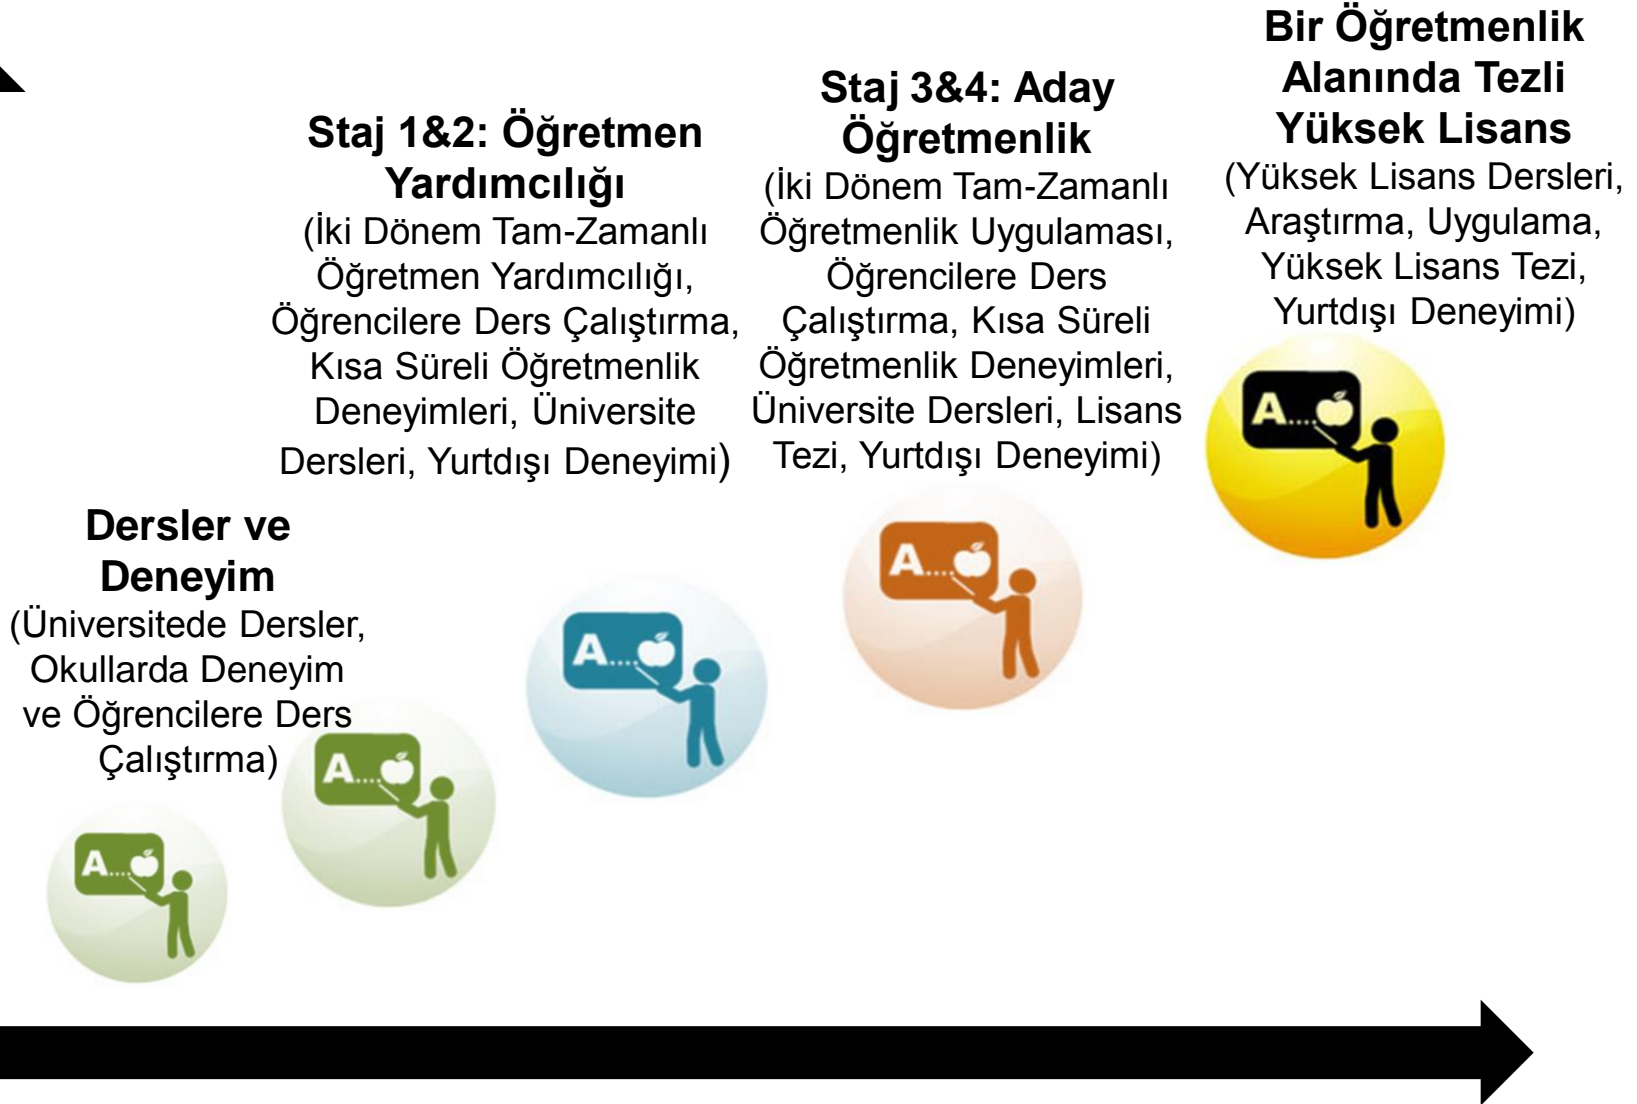 Dersler ve
Deneyim
(Üniversitede Dersler,
Okullarda Deneyim
ve Öğrencilere Ders
Çalıştırma)
Staj 1&2: Öğretmen
Yardımcılığı
(İki Dönem Tam-Zamanlı
Öğretmen Yardımcılığı,
Öğrencilere Ders Çalıştırma,
Kısa Süreli Öğretmenlik
Deneyimleri, Üniversite
Dersleri, Yurtdışı Deneyimi)
Staj 3&4: Aday
Öğretmenlik
(İki Dönem Tam-Zamanlı
Öğretmenlik Uygulaması,
Öğrencilere Ders
Çalıştırma, Kısa Süreli
Öğretmenlik Deneyimleri,
Üniversite Dersleri, Lisans
Tezi, Yurtdışı Deneyimi)
Bir Öğretmenlik
Alanında Tezli
Yüksek Lisans
(Yüksek Lisans Dersleri,
Araştırma, Uygulama,
Yüksek Lisans Tezi,
Yurtdışı Deneyimi)
A....
A....
A....
A....
A....